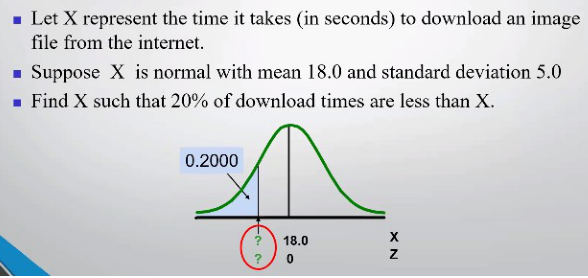 ▪ Let X represent the time it takes (in seconds) to download an image
file from the internet.
▪ Suppose X is normal with mean 18.0 and standard deviation 5.0
▪ Find X such that 20% of download times are less than X.
0.2000
? 18.0 X
? 0 Z